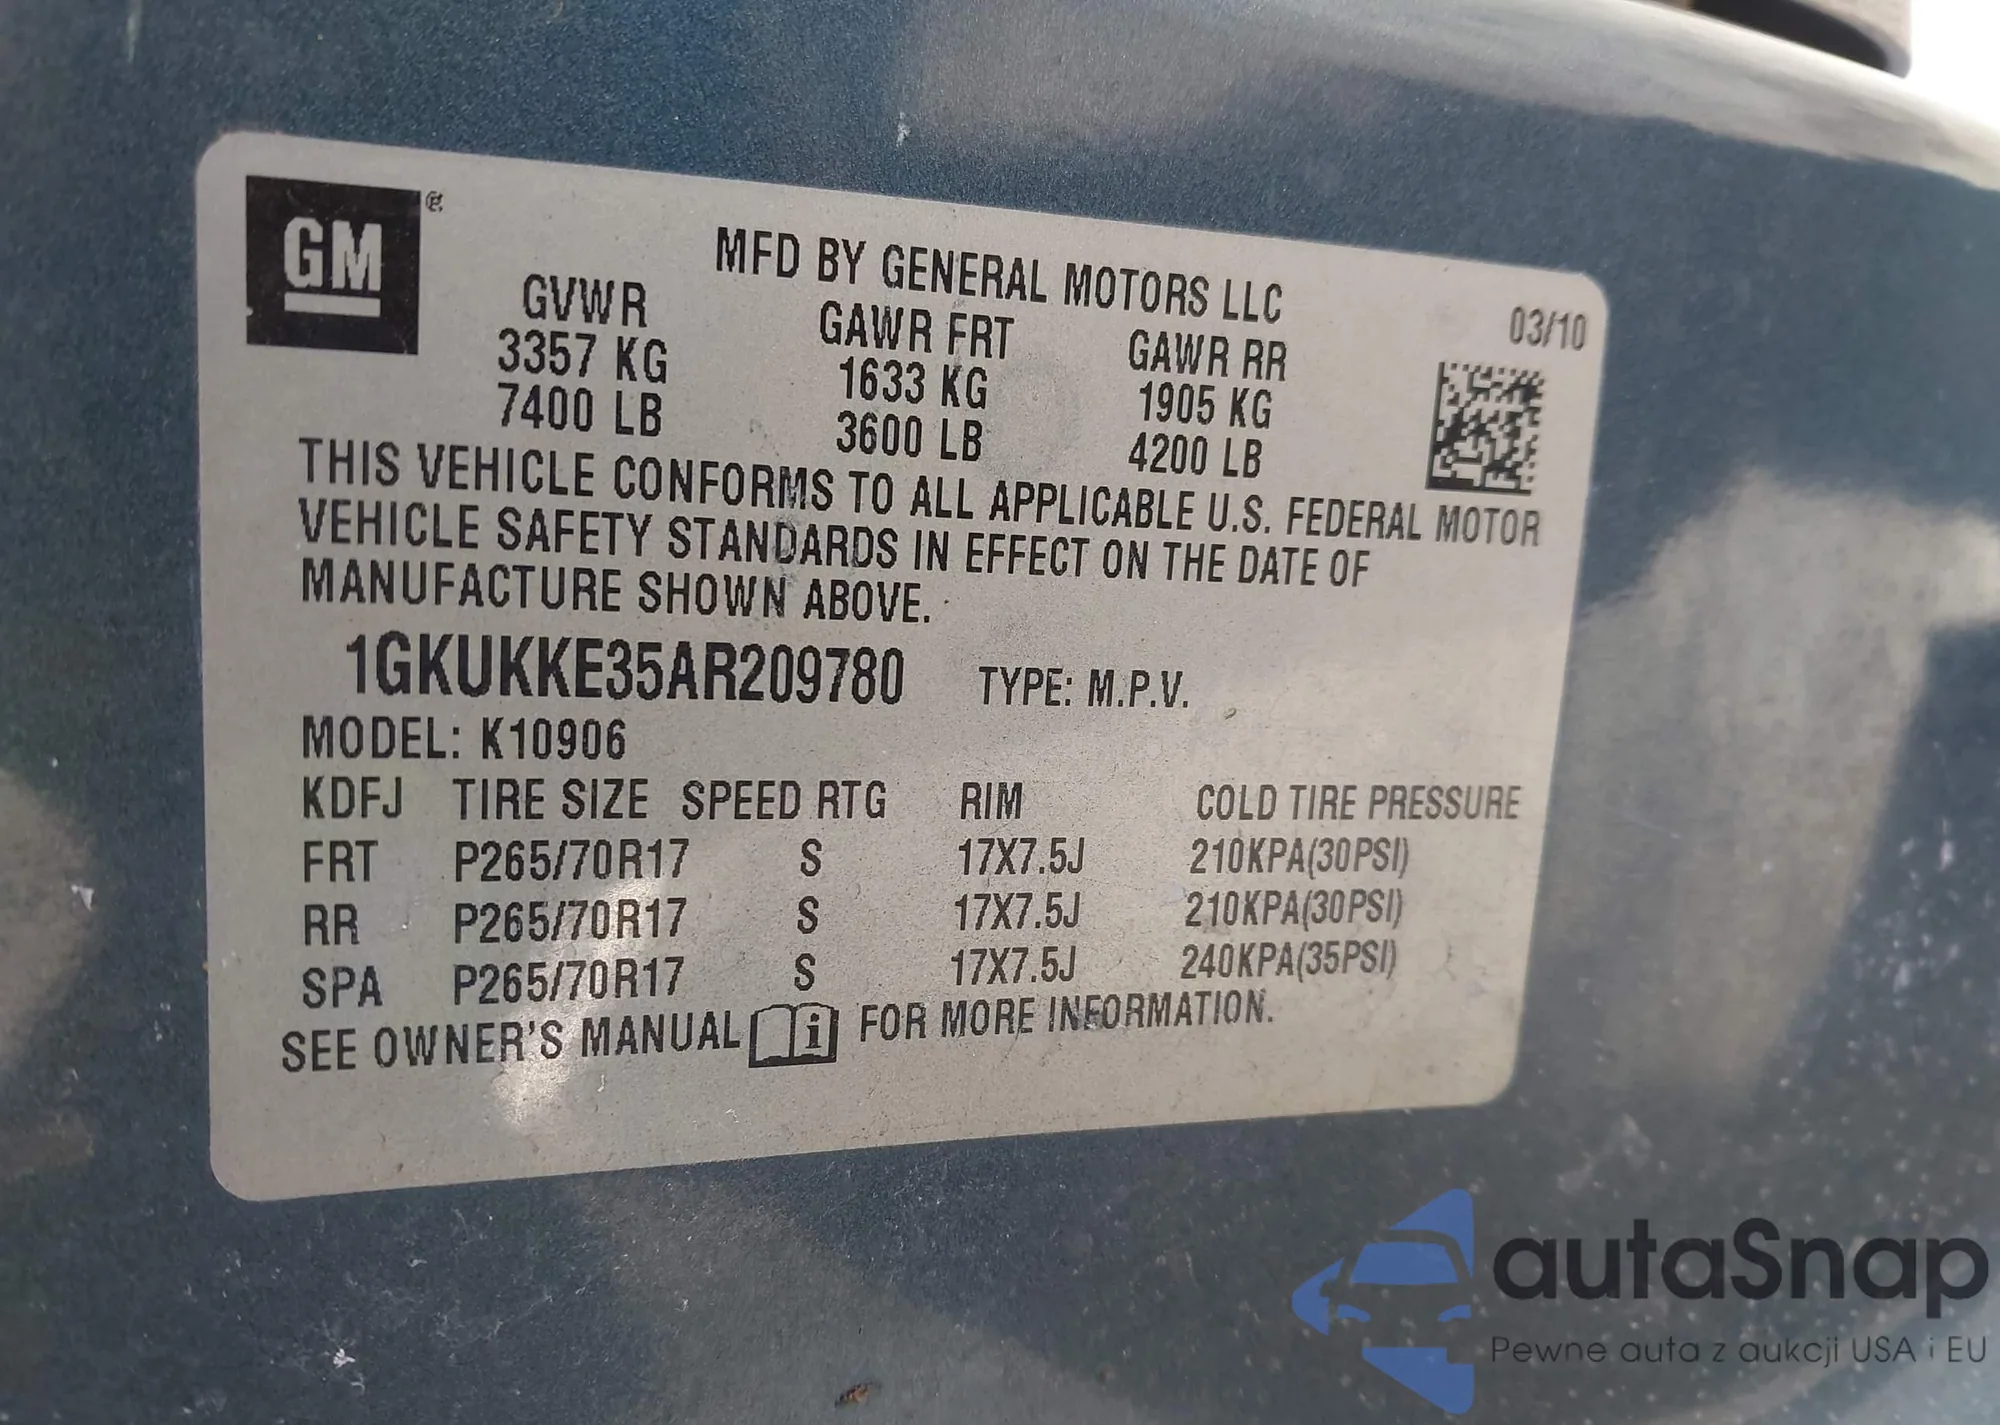 GM ®
MFD BY GENERAL MOTORS LLC
03/10
GVWR GAWR FRT GAWR RR
3357 KG 1633 KG 1905 KG
7400 LB 3600 LB 4200 LB
THIS VEHICLE CONFORMS TO ALL APPLICABLE U.S. FEDERAL MOTOR
VEHICLE SAFETY STANDARDS IN EFFECT ON THE DATE OF
MANUFACTURE SHOWN ABOVE.
1GKUKKE35AR209780 TYPE: M.P.V.
MODEL: K10906
KDFJ TIRE SIZE SPEED RTG RIM COLD TIRE PRESSURE
FRT P265/70R17 S 17X7.5J 210KPA(30PSI)
RR P265/70R17 S 17X7.5J 210KPA(30PSI)
SPA P265/70R17 S 17X7.5J 240KPA(35PSI)
SEE OWNER'S MANUAL i FOR MORE INFORMATION.
autaSnap
Pewne auta z aukcji USA i EU